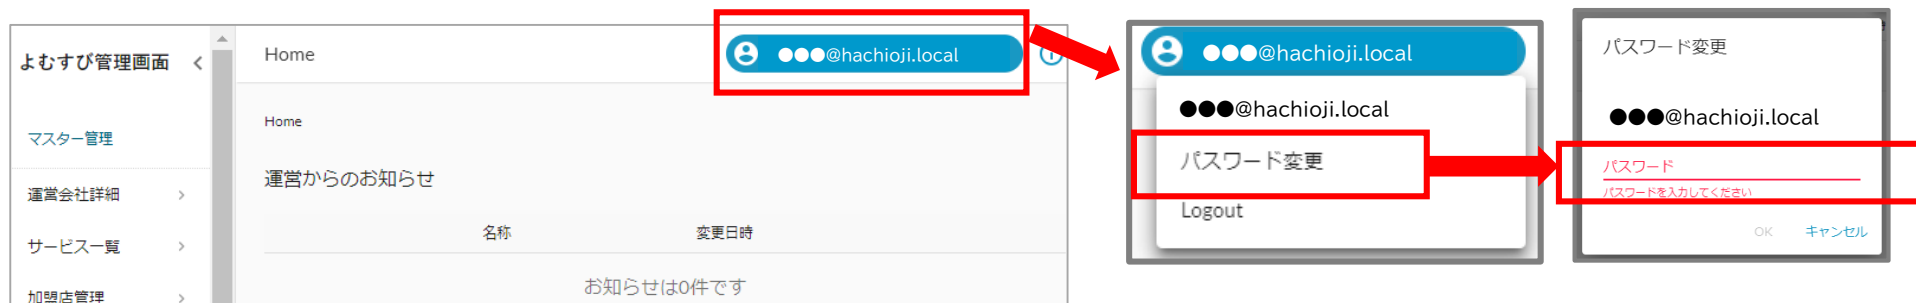 よむすび管理画面
マスター管理
運営会社詳細
サービス一覧
加盟店管理
Home
●●●@hachioji.local
Home
運営からのお知らせ
名称 変更日時
お知らせは0件です
●●●@hachioji.local
●●●@hachioji.local
パスワード変更
Logout
パスワード変更
●●●@hachioji.local
パスワード
パスワードを入力してください
OK キャンセル